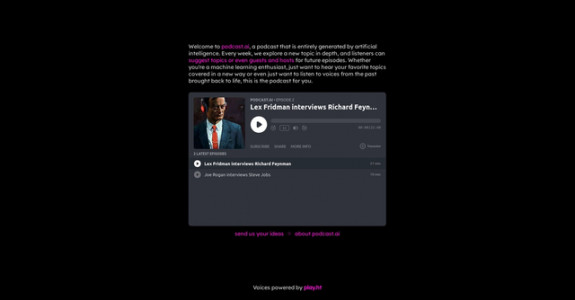 Welcome to podcast.ai, a podcast that is entirely generated by artificial
intelligence. Every week, we explore a new topic in depth, and listeners can
suggest topics or even guests and hosts for future episodes. Whether
you're a machine learning enthusiast, just want to hear your favorite topics
covered in a new way or even just want to listen to voices from the past
brought back to life, this is the podcast for you.
PODCAST.AI | EPISODE 2
Lex Fridman interviews Richard Feyn...
SUBSCRIBE SHARE MORE INFO
2 LATEST EPISODES
Lex Fridman interviews Richard Feynman
Joe Rogan interviews Steve Jobs
send us your ideas about podcast.ai
Voices powered by play.ht